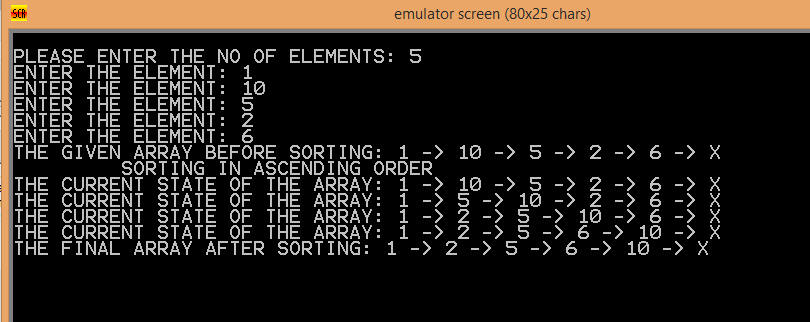 SCR emulator screen (80x25 chars)
PLEASE ENTER THE NO OF ELEMENTS: 5
ENTER THE ELEMENT: 1
ENTER THE ELEMENT: 10
ENTER THE ELEMENT: 5
ENTER THE ELEMENT: 2
ENTER THE ELEMENT: 6
THE GIVEN ARRAY BEFORE SORTING: 1 -> 10 -> 5 -> 2 -> 6 -> X
SORTING IN ASCENDING ORDER
THE CURRENT STATE OF THE ARRAY: 1 -> 10 -> 5 -> 2 -> 6 -> X
THE CURRENT STATE OF THE ARRAY: 1 -> 5 -> 10 -> 2 -> 6 -> X
THE CURRENT STATE OF THE ARRAY: 1 -> 2 -> 5 -> 10 -> 6 -> X
THE CURRENT STATE OF THE ARRAY: 1 -> 2 -> 5 -> 6 -> 10 -> X
THE FINAL ARRAY AFTER SORTING: 1 -> 2 -> 5 -> 6 -> 10 -> X